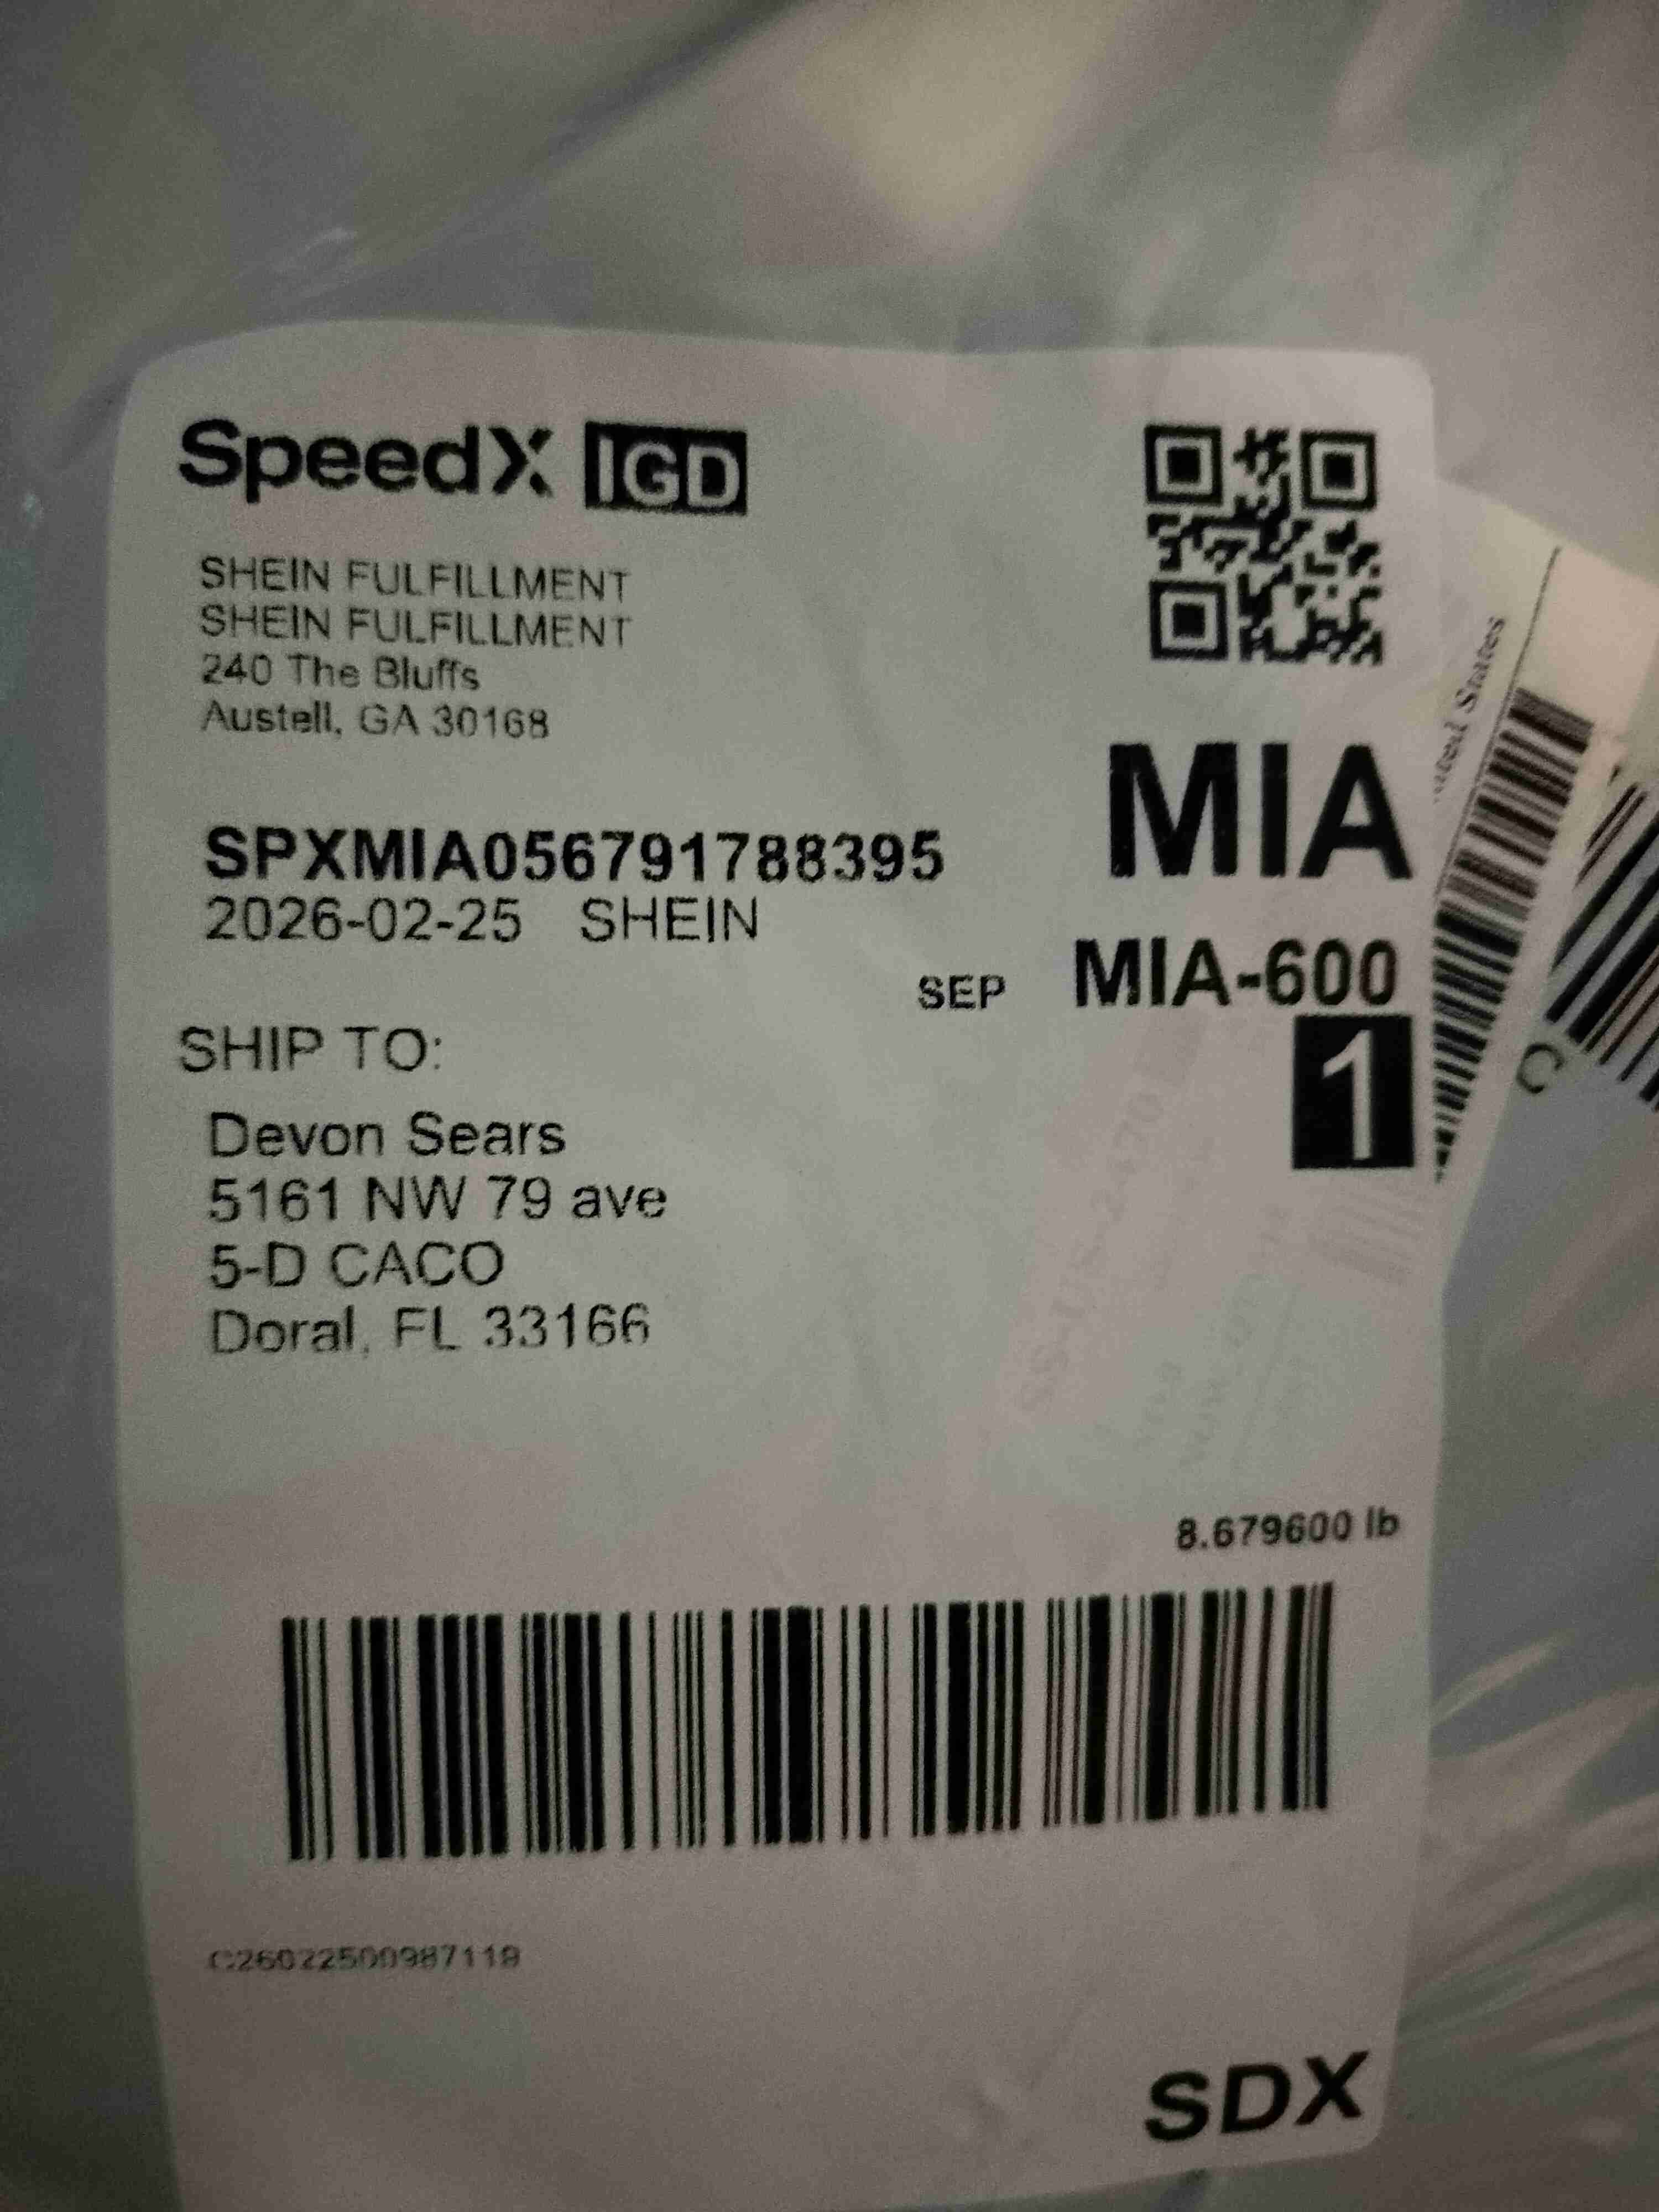 SpeedX IGD
SHEIN FULFILLMENT
SHEIN FULFILLMENT
240 The Bluffs
Austell, GA 30168
MIA
SPXMIA056791788395
2026-02-25 SHEIN
SEP MIA-600
1
SHIP TO:
Devon Sears
5161 NW 79 ave
5-D CACO
Doral, FL 33166
8.679600 lb
C26022500987119
SDX
States
C